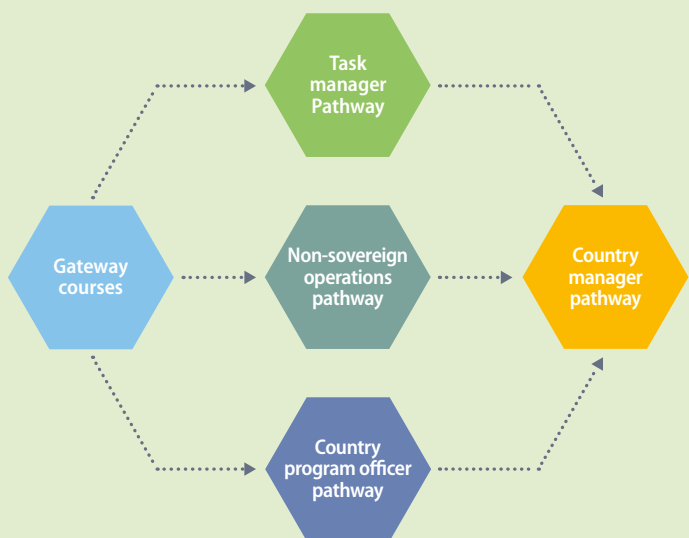 Task
manager
Pathway
Gateway
courses
Non-sovereign
operations
pathway
Country
manager
pathway
Country
program officer
pathway